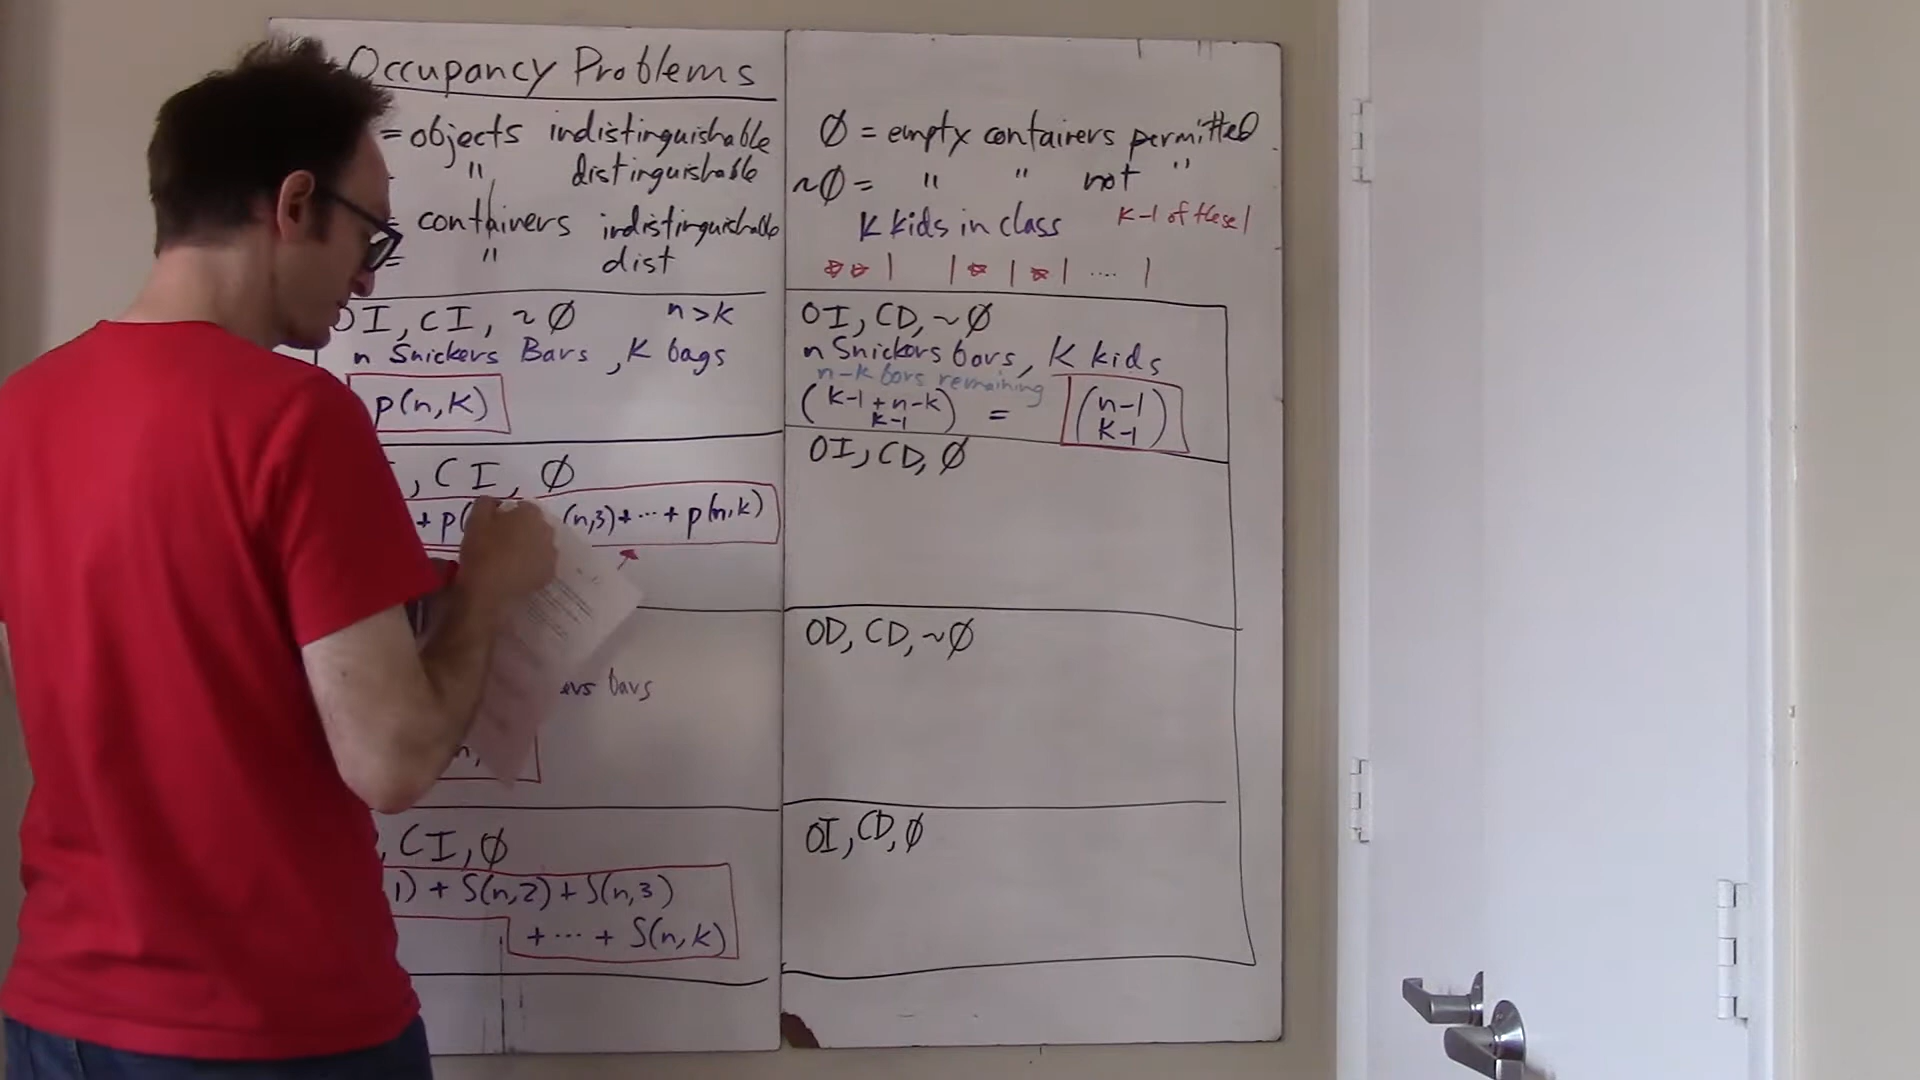 Occupancy Problems
= objects indistinguishable
" distinguishable
= containers indistinguishable
= " dist
OI, CI, ~Ø n>k
n Snickers Bars, K bags
p(n,k)
, CI, Ø
+ p( (n,3)+ ... + p(n,k)
bars
, CI, Ø
1) + S(n,2) + S(n,3)
+ ... + S(n,k)
Ø = empty containers permitted
~Ø = " " not "
K kids in class K-1 of these |
☆☆| |☆|☆| .... |
OI, CD, ~Ø
n Snickers bars, K kids
n-k bars remaining
(k-1+n-k
k-1) = (n-1
k-1)
OI, CD, Ø
OD, CD, ~Ø
OI, CD, Ø